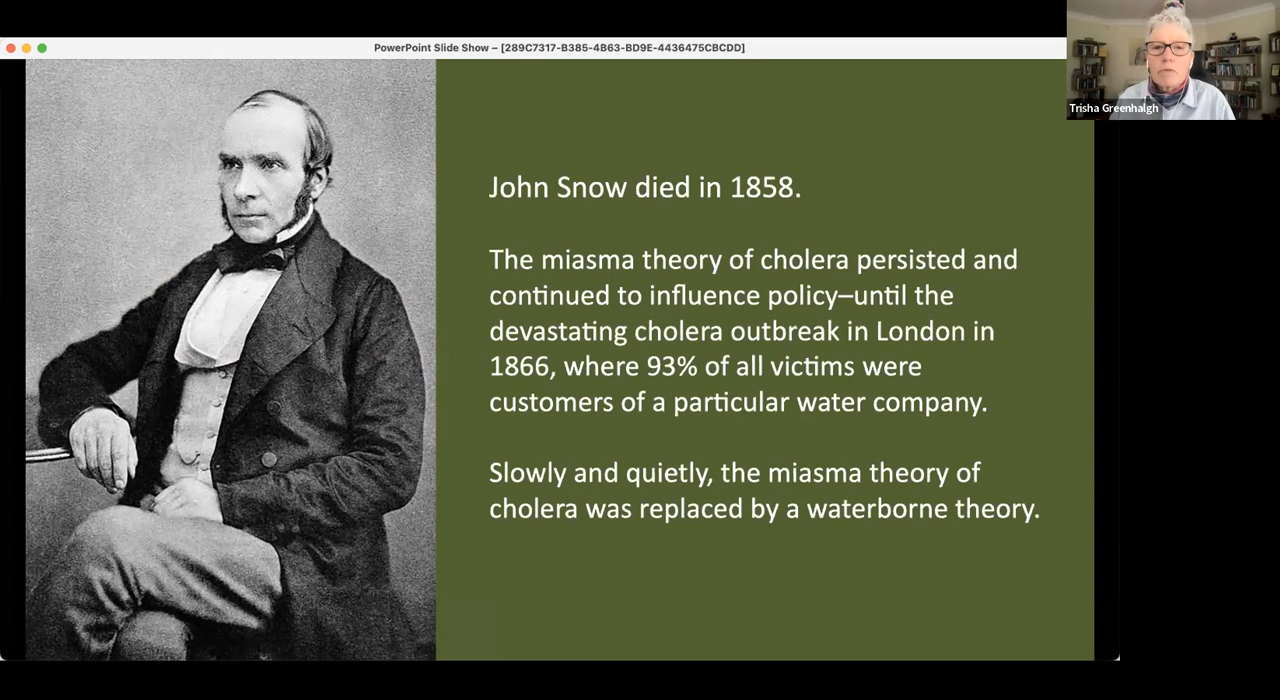 PowerPoint Slide Show – [289C7317-B385-4B63-BD9E-4436475CBCDD]
Trisha Greenhalgh
John Snow died in 1858.
The miasma theory of cholera persisted and
continued to influence policy–until the
devastating cholera outbreak in London in
1866, where 93% of all victims were
customers of a particular water company.
Slowly and quietly, the miasma theory of
cholera was replaced by a waterborne theory.